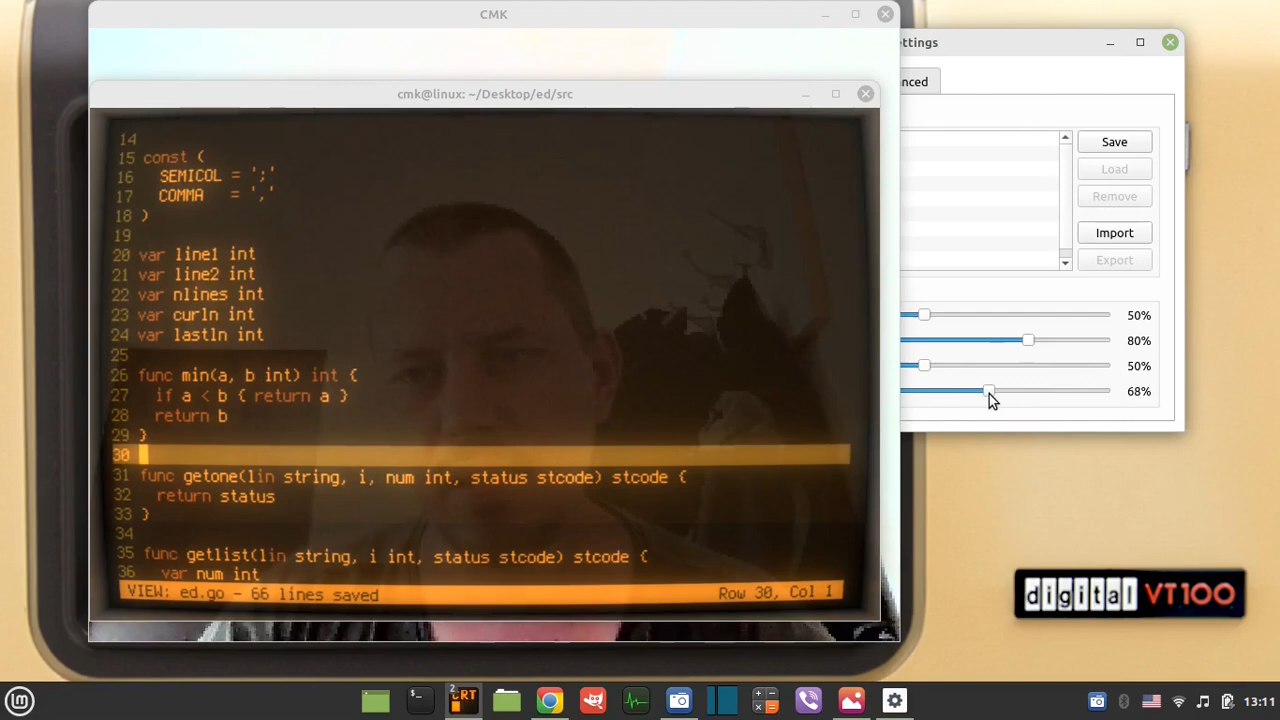 CMK
ettings
anced
cmk@linux: ~/Desktop/ed/src
14
15 const (
16 SEMICOL = ';'
17 COMMA = ','
18 )
19
20 var line1 int
21 var line2 int
22 var nlines int
23 var curln int
24 var lastln int
25
26 func min(a, b int) int {
27 if a < b { return a }
28 return b
29 }
30
31 func getone(lin string, i, num int, status stcode) stcode {
32 return status
33 }
34
35 func getlist(lin string, i int, status stcode) stcode {
36 var num int
VIEW: ed.go - 66 lines saved Row 30, Col 1
Save
Load
Remove
Import
Export
50%
80%
50%
68%
digital VT100
2
CRT
13:11